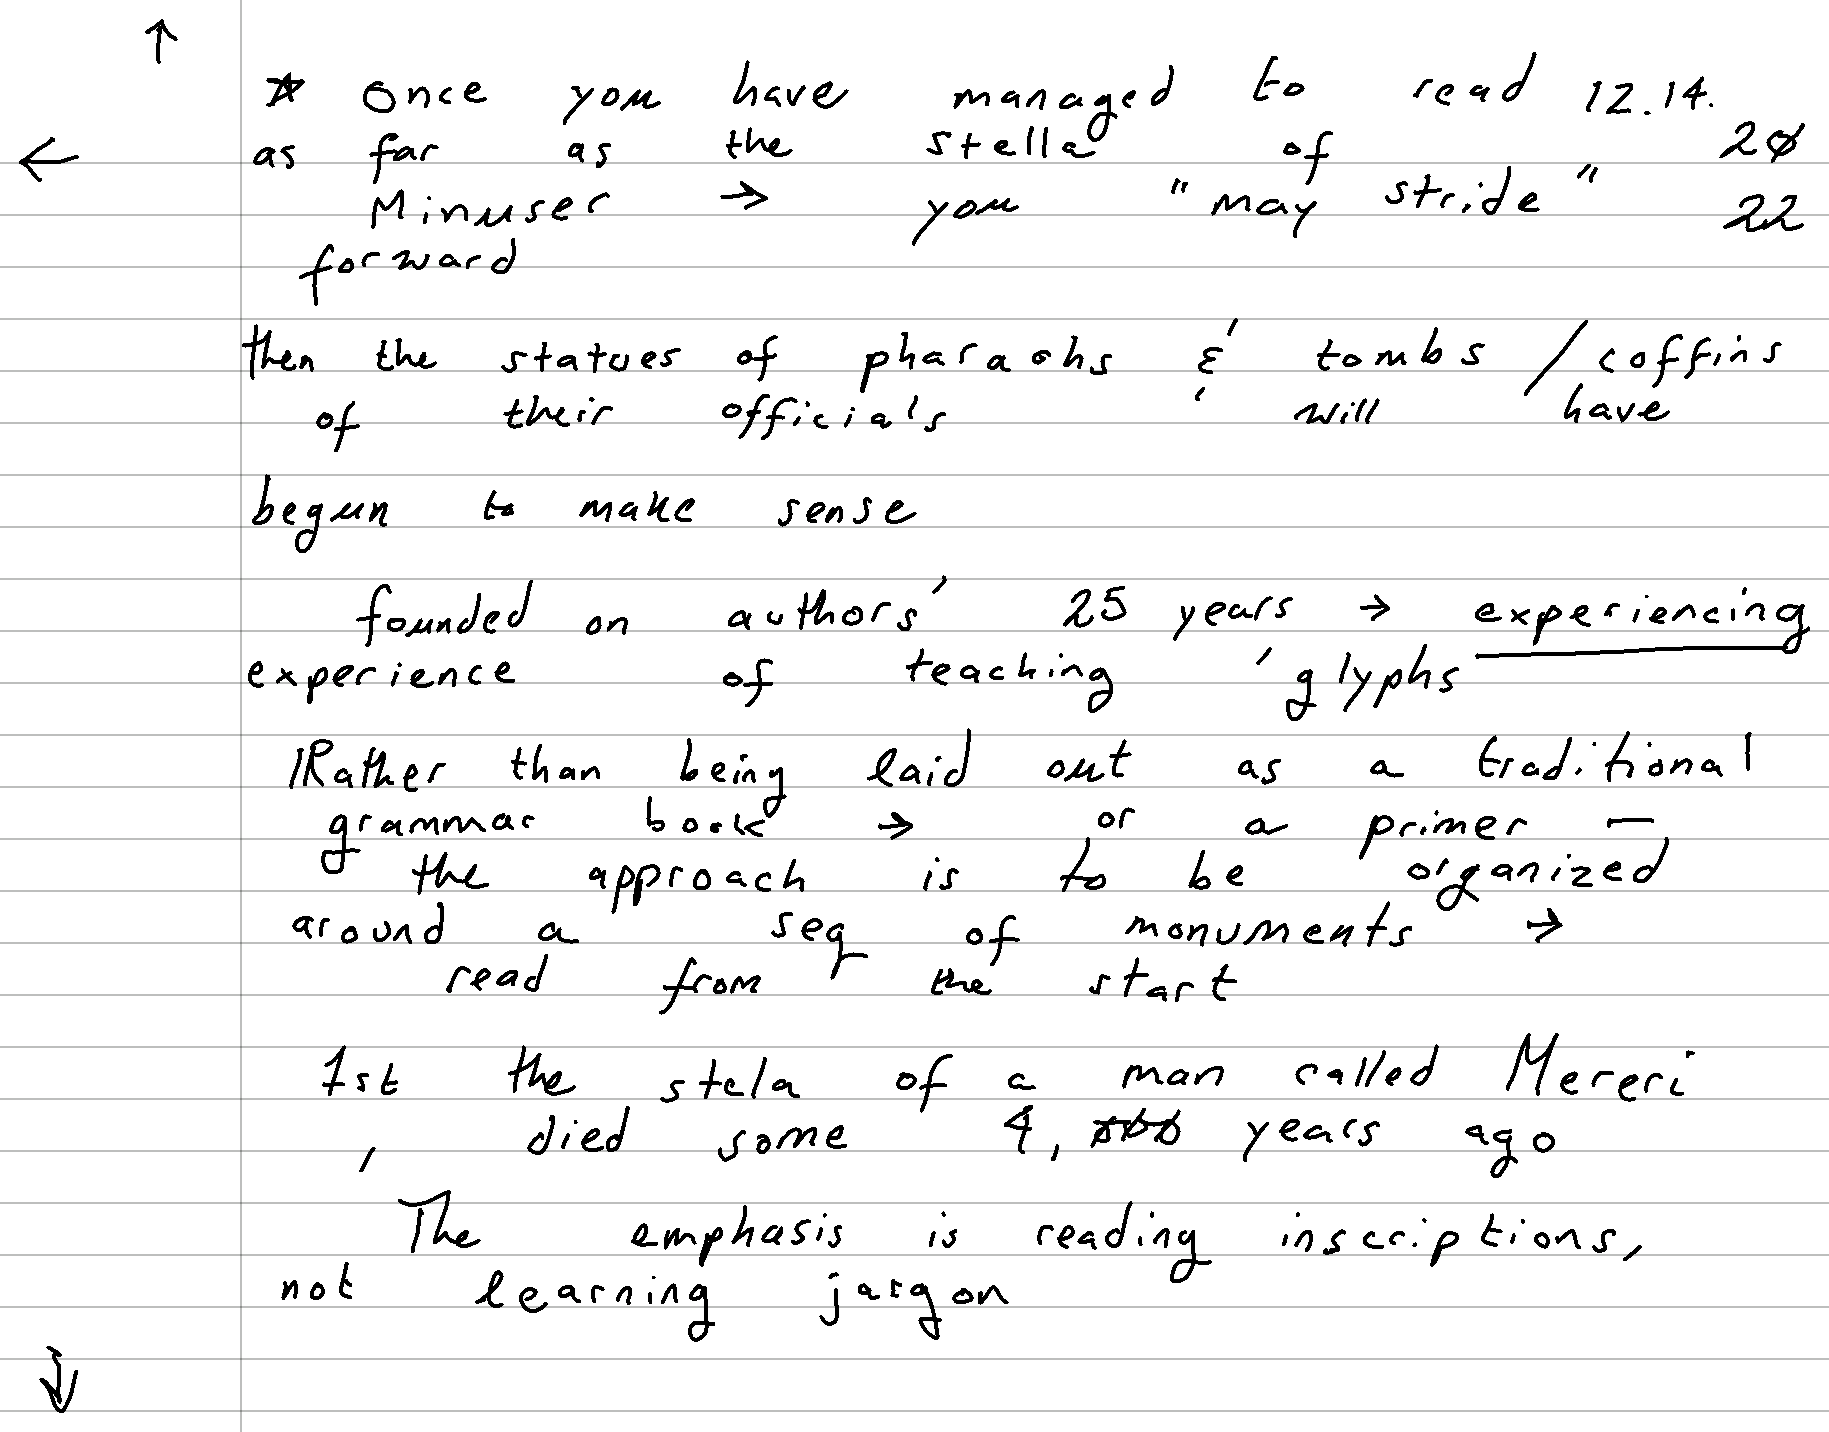 ↑
☆ Once you have managed to read 12.14.
← as far as the stella of 20
Minuser → you "may stride" 22
forward
then the statues of pharaohs & tombs / coffins
of their officials will have
begun to make sense
founded on authors' 25 years → experiencing
experience of teaching 'glyphs
Rather than being laid out as a traditional
grammar book → or a primer —
the approach is to be organized
around a seq of monuments →
read from the start
1st the stela of a man called Mereri
, died some 4,000 years ago
The emphasis is reading inscriptions,
not learning jargon
↓